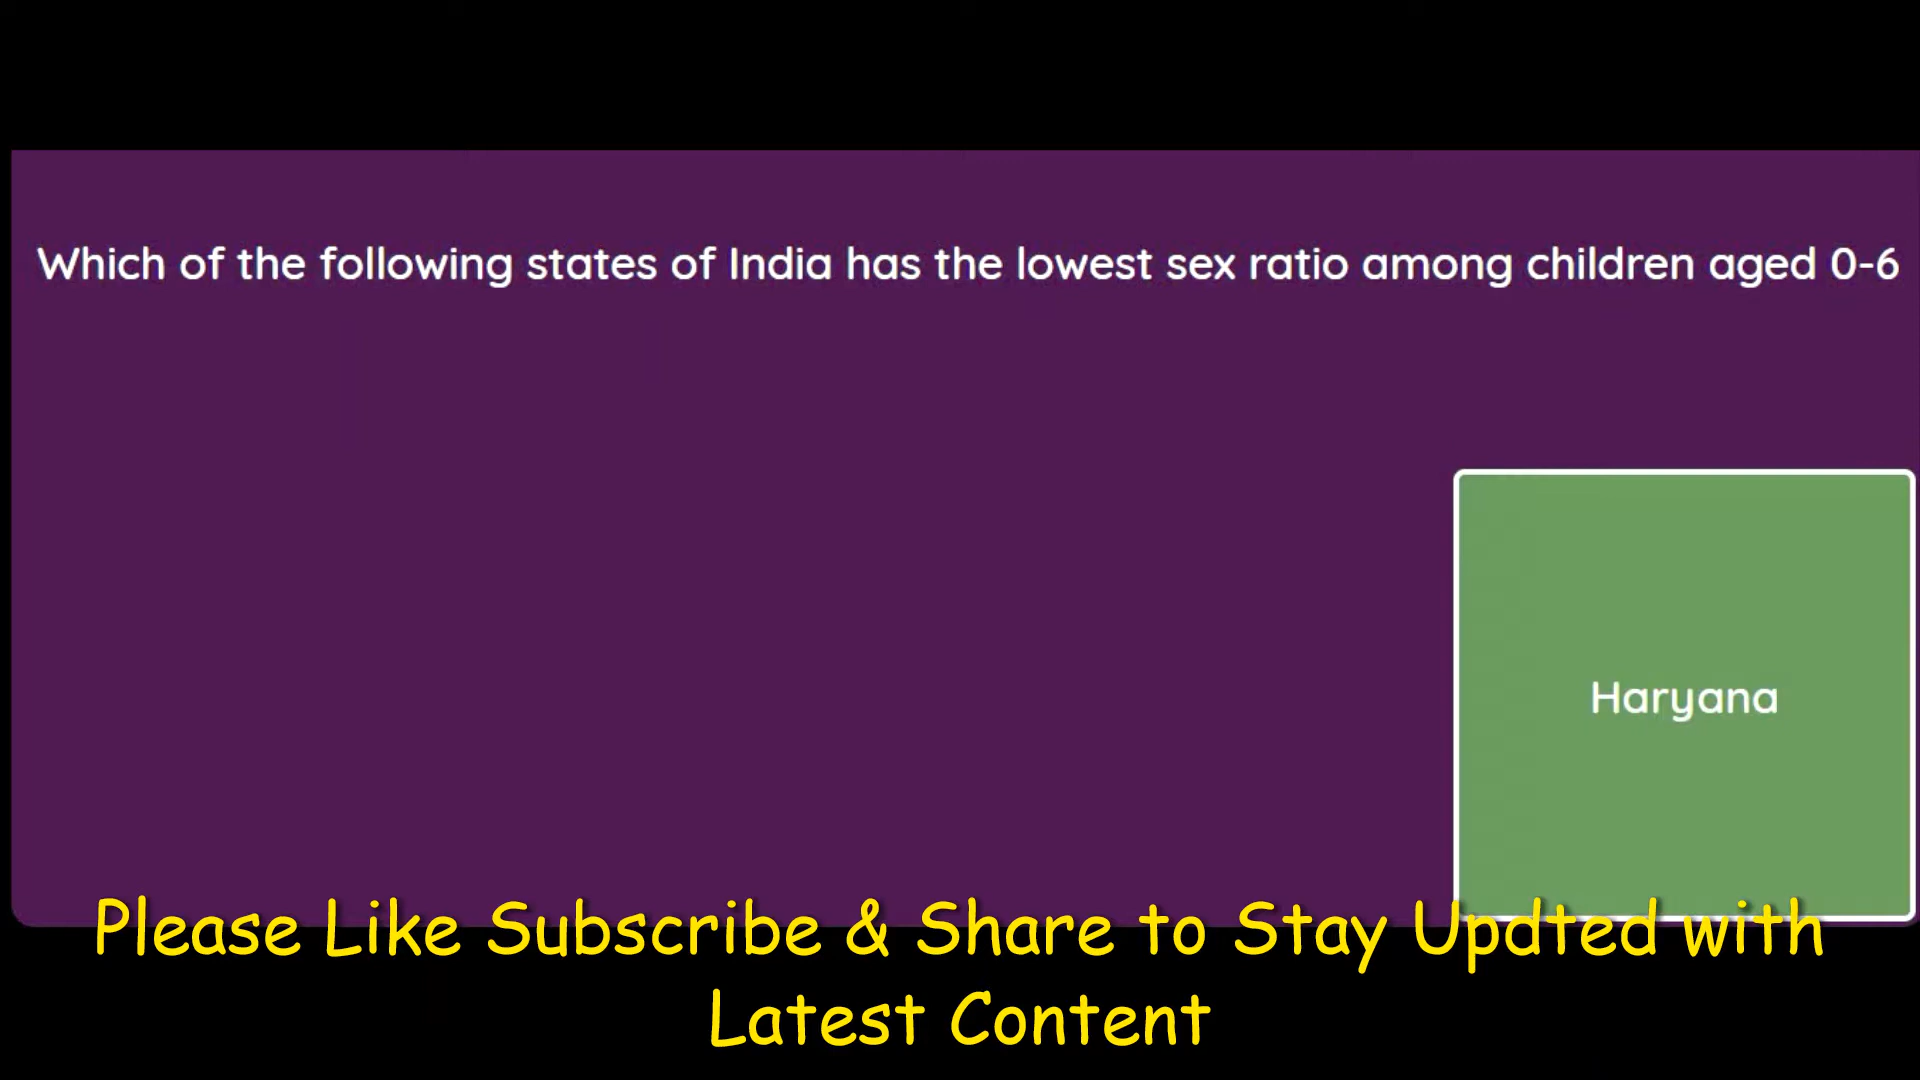 Which of the following states of India has the lowest sex ratio among children aged 0-6
Haryana
Please Like Subscribe & Share to Stay Updted with
Latest Content